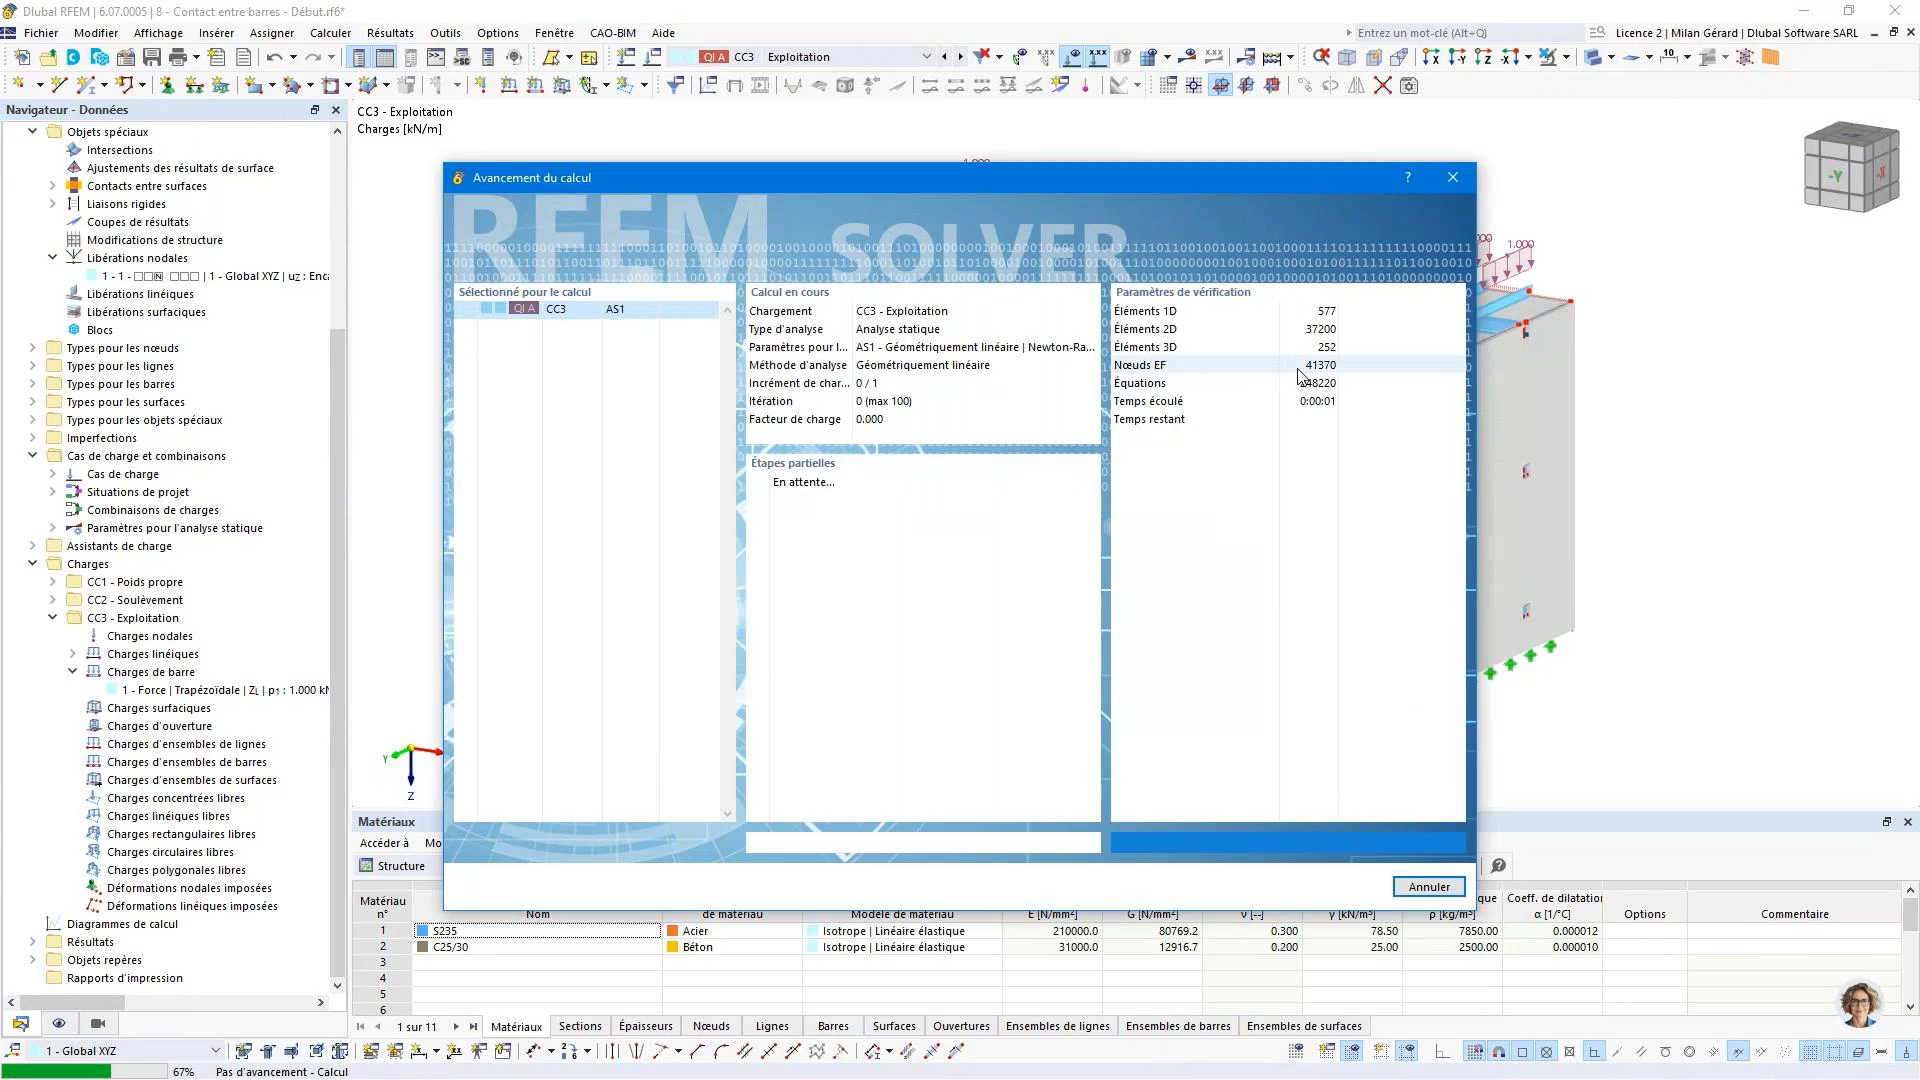 Dlubal RFEM | 6.07.0005 | 8 - Contact entre barres - Début.rf6*
Fichier Modifier Affichage Insérer Assigner Calculer Résultats Outils Options Fenêtre CAO-BIM Aide
Entrez un mot-clé (Alt+Q)
Licence 2 | Milan Gérard | Dlubal Software SARL
QI A CC3 Exploitation
Navigateur - Données
Objets spéciaux
Intersections
Ajustements des résultats de surface
Contacts entre surfaces
Liaisons rigides
Coupes de résultats
Modifications de structure
Libérations nodales
| 1 - Global XYZ |
Libérations linéiques
Libérations surfaciques
Blocs
Types pour les nœuds
Types pour les lignes
Types pour les barres
Types pour les surfaces
Types pour les objets spéciaux
Imperfections
Cas de charge et combinaisons
Cas de charge
Situations de projet
Combinaisons de charges
Paramètres pour l'analyse statique
Assistants de charge
Charges
CC1 - Poids propre
CC2 - Soulèvement
CC3 - Exploitation
Charges nodales
Charges linéiques
Charges de barre
1 - Force | Trapézoïdale | ZL | p1 : 1.000 kN
Charges surfaciques
Charges d'ouverture
Charges d'ensembles de lignes
Charges d'ensembles de barres
Charges d'ensembles de surfaces
Charges concentrées libres
Charges linéiques libres
Charges rectangulaires libres
Charges circulaires libres
Charges polygonales libres
Déformations nodales imposées
Déformations linéiques imposées
Diagrammes de calcul
Résultats
Objets repères
Rapports d'impression
CC3 - Exploitation
Charges [kN/m]
1.000
Avancement du calcul
RFEM SOLVER
Sélectionné pour le calcul
QI A CC3 AS1
Calcul en cours
Chargement CC3 - Exploitation
Type d'analyse Analyse statique
Paramètres pour l... AS1 - Géométriquement linéaire | Newton-Ra...
Méthode d'analyse Géométriquement linéaire
Incrément de char... 0 / 1
Itération 0 (max 100)
Facteur de charge 0.000
Étapes partielles
En attente...
Paramètres de vérification
Éléments 1D 577
Éléments 2D 37200
Éléments 3D 252
Nœuds EF 41370
Équations 48220
Temps écoulé 0:00:01
Temps restant
Annuler
-Y -X
Y
Z
Matériaux
Accéder à Mo
Structure
Matériau n° Nom de matériau Modèle de matériau E [N/mm²] G [N/mm²] ν [--] γ [kN/m³] ρ [kg/m³] Coeff. de dilatation α [1/°C] Options Commentaire
1 S235 Acier Isotrope | Linéaire élastique 210000.0 80769.2 0.300 78.50 7850.00 0.000012
2 C25/30 Béton Isotrope | Linéaire élastique 31000.0 12916.7 0.200 25.00 2500.00 0.000010
3
4
5
6
1 sur 11 Matériaux Sections Épaisseurs Nœuds Lignes Barres Surfaces Ouvertures Ensembles de lignes Ensembles de barres Ensembles de surfaces
1 - Global XYZ
67% Pas d'avancement - Calcul